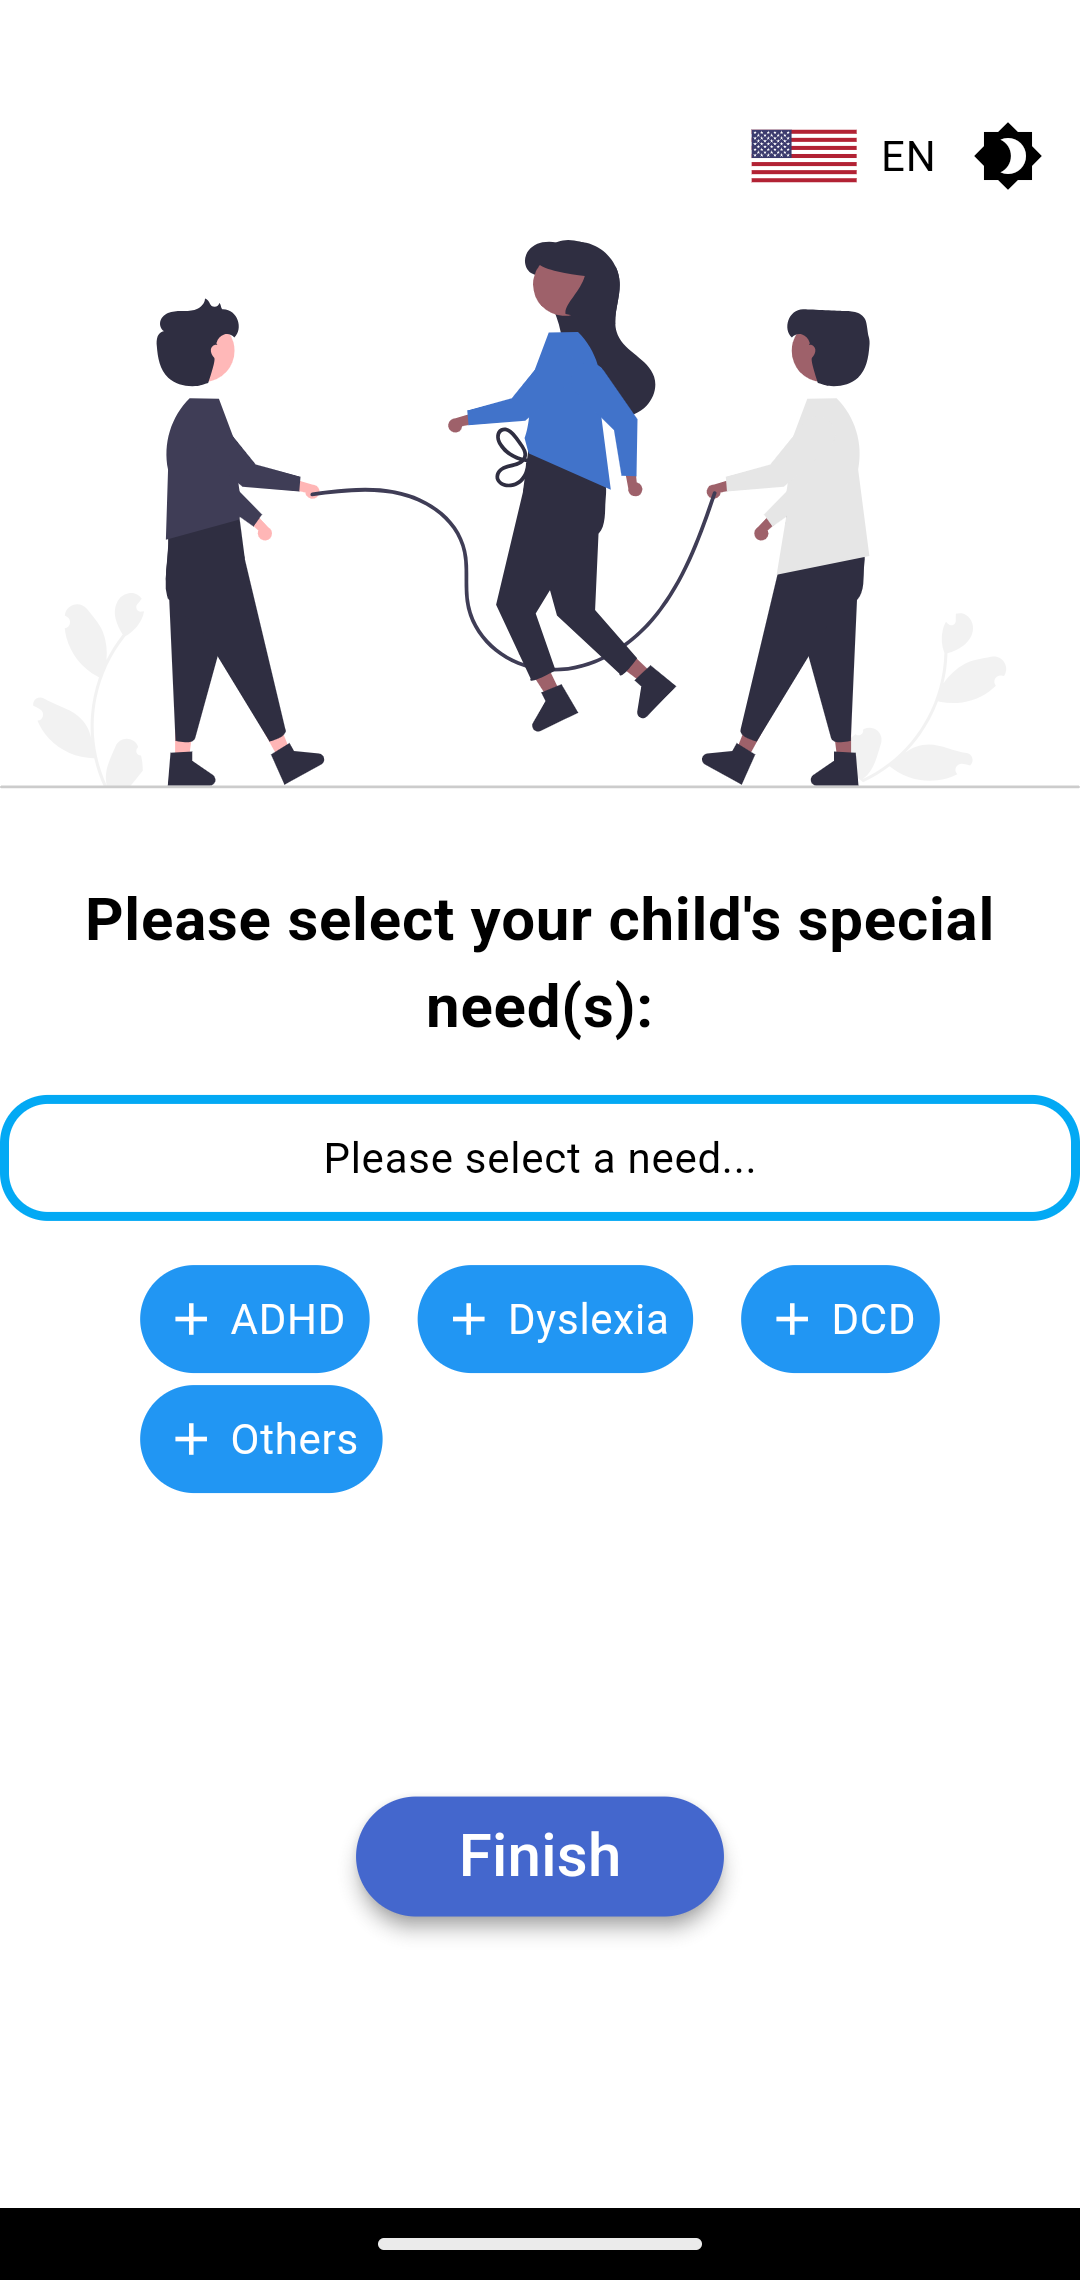 EN
Please select your child's special
need(s):
Please select a need...
ADHD
Dyslexia
DCD
Others
Finish